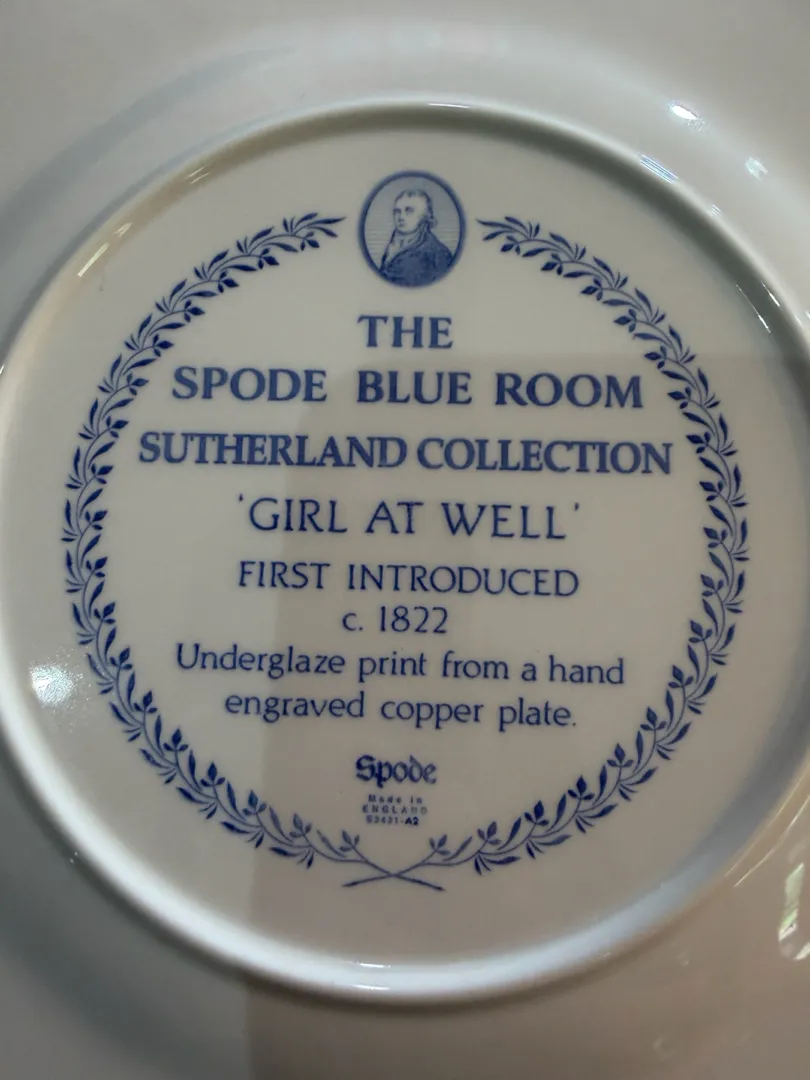 THE
SPODE BLUE ROOM
SUTHERLAND COLLECTION
'GIRL AT WELL'
FIRST INTRODUCED
c. 1822
Underglaze print from a hand
engraved copper plate.
Spode
Made in
ENGLAND